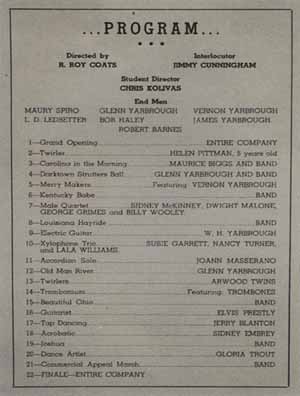 ...PROGRAM...
Directed by Interlocutor
R. ROY COATS JIMMY CUNNINGHAM
Student Director
CHRIS KOLIVAS
End Men
MAURY SPIRO GLENN YARBROUGH VERNON YARBROUGH
L. D. LEDBETTER BOB HALEY JAMES YARBROUGH
ROBERT BARNES
1—Grand Opening ENTIRE COMPANY
2—Twirler HELEN PITTMAN, 5 years old
3—Carolina in the Morning MAURICE BIGGS AND BAND
4—Darktown Strutters Ball GLENN YARBROUGH AND BAND
5—Merry Makers Featuring VERNON YARBROUGH
6—Kentucky Babe BAND
7—Male Quartet SIDNEY McKINNEY, DWIGHT MALONE,
GEORGE GRIMES and BILLY WOOLEY.
8—Louisiana Hayride BAND
9—Electric Guitar W. H. YARBROUGH
10—Xylophone Trio SUSIE GARRETT, NANCY TURNER,
and LALA WILLIAMS.
11—Accordian Solo JOANN MASSERANO
12—Old Man River GLENN YARBROUGH
13—Twirlers ARWOOD TWINS
14—Trombonium Featuring TROMBONES
15—Beautiful Ohio BAND
16—Guitarist ELVIS PRESTLY
17—Tap Dancing JERRY BLANTON
18—Acrobatic SIDNEY EMBREY
19—Joshua BAND
20—Dance Artist GLORIA TROUT
21—Commercial Appeal March BAND
22—FINALE—ENTIRE COMPANY